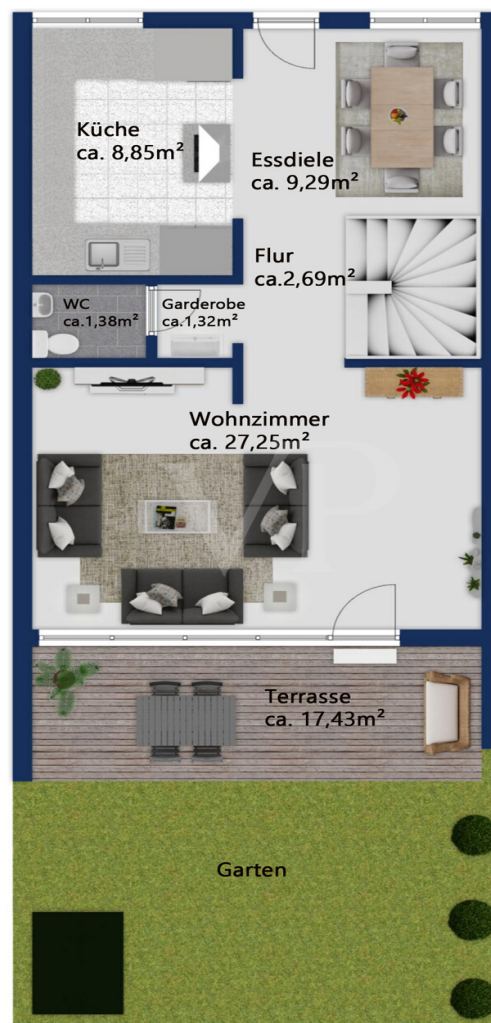 Küche
ca. 8,85m²
Essdiele
ca. 9,29m²
Flur
ca.2,69m²
WC
ca.1,38m²
Garderobe
ca.1,32m²
Wohnzimmer
ca. 27,25m²
VP
Terrasse
ca. 17,43m²
Garten